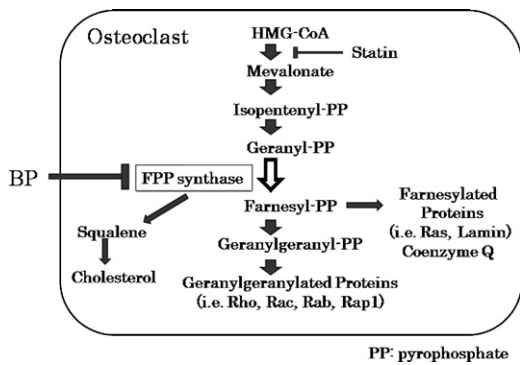 Osteoclast
HMG-CoA
Statin
Mevalonate
Isopentenyl-PP
Geranyl-PP
BP
FPP synthase
Farnesyl-PP
Farnesylated
Proteins
(i.e. Ras, Lamin)
Coenzyme Q
Squalene
Geranylgeranyl-PP
Cholesterol
Geranylgeranylated Proteins
(i.e. Rho, Rac, Rab, Rap1)
PP: pyrophosphate